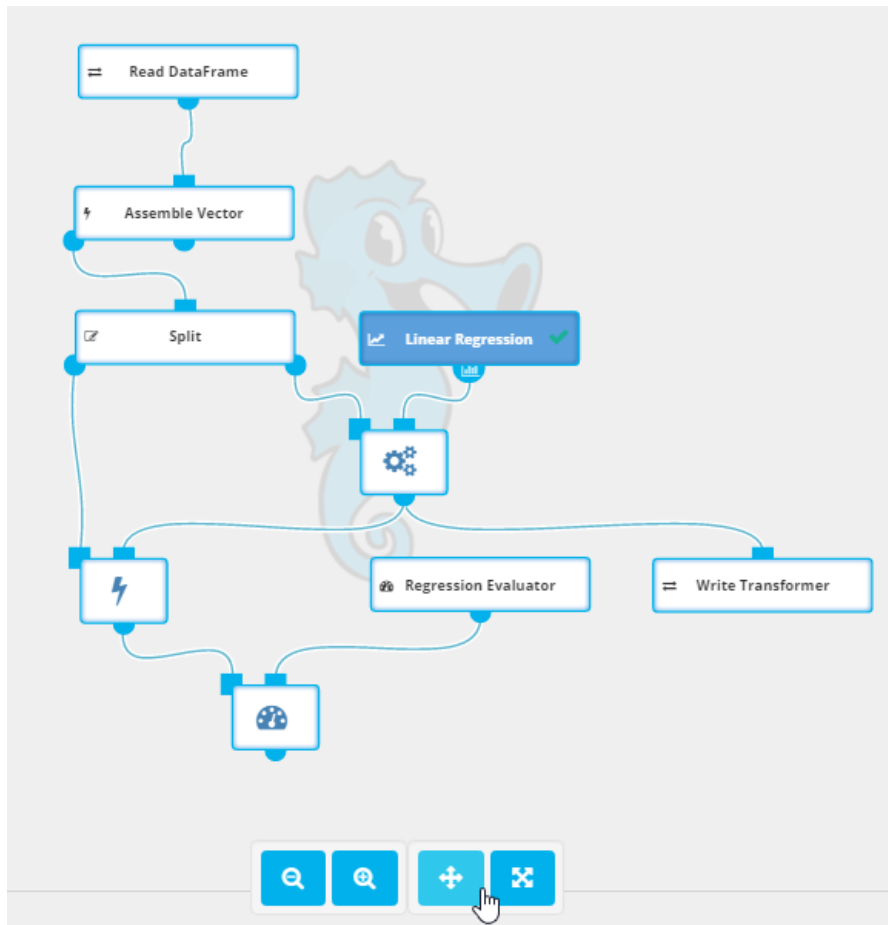 Read DataFrame
Assemble Vector
Split
Linear Regression
Regression Evaluator
Write Transformer